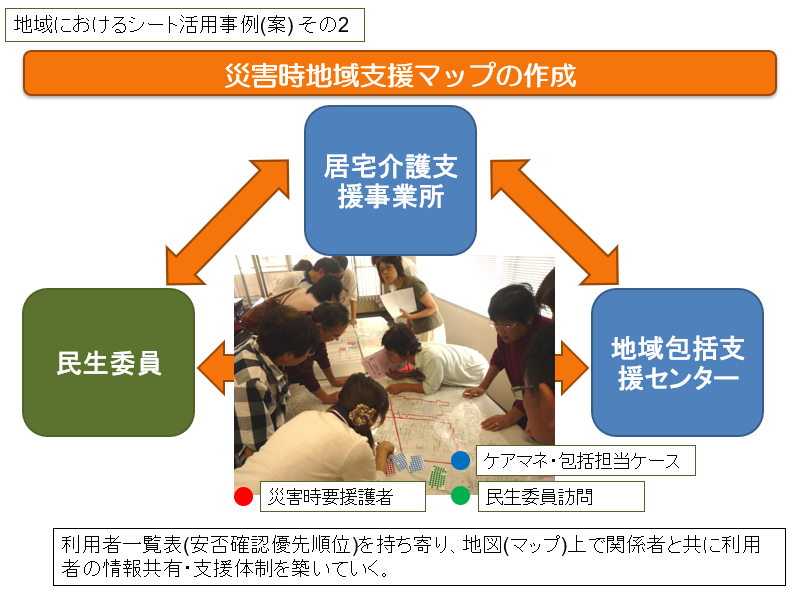 地域におけるシート活用事例(案) その2
災害時地域支援マップの作成
居宅介護支
援事業所
民生委員
地域包括支
援センター
ケアマネ・包括担当ケース
災害時要援護者
民生委員訪問
利用者一覧表(安否確認優先順位)を持ち寄り、地図(マップ)上で関係者と共に利用
者の情報共有・支援体制を築いていく。